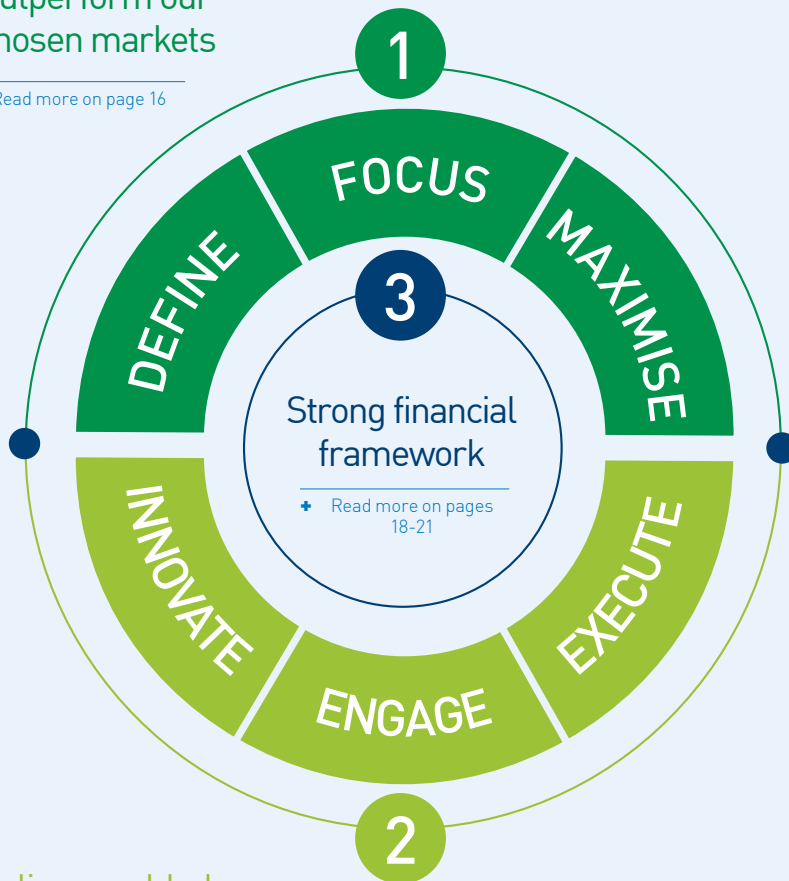 our
markets
Read more on page 16
1
FOCUS
DEFINE
MAXIMISE
3
Strong financial
framework
+ Read more on pages
18-21
INNOVATE
EXECUTE
ENGAGE
2